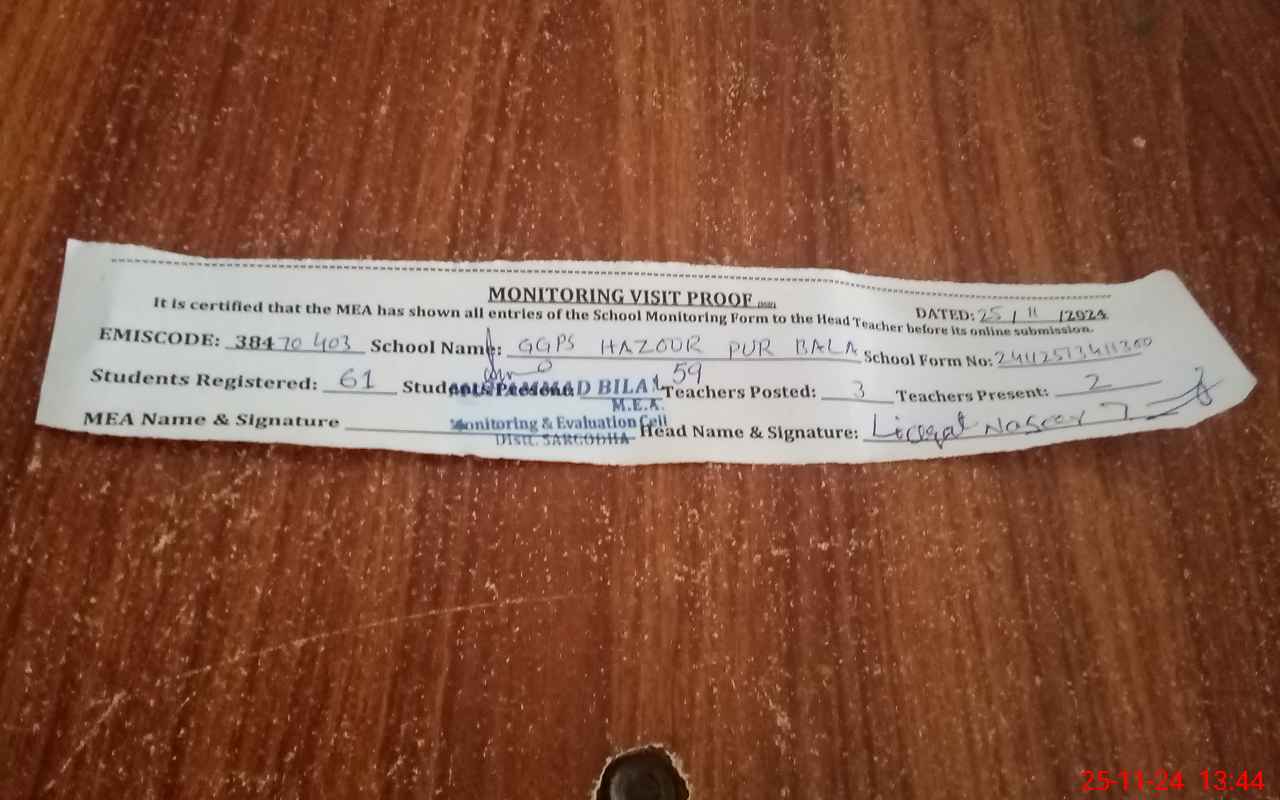 MONITORING VISIT PROOF
DATED: 25 / 11 /2024
It is certified that the MEA has shown all entries of the School Monitoring Form to the Head Teacher before its online submission.
EMISCODE: 38470403 School Name: GGPS HAZOOR PUR BALA School Form No:
Students Registered: 61 Students Present: 59 Teachers Posted: 3 Teachers Present: 2
MUHAMMAD BILAL
M.E.A.
Monitoring & Evaluation Cell
Distt. SARGODHA
MEA Name & Signature Head Name & Signature:
25-11-24 13:44